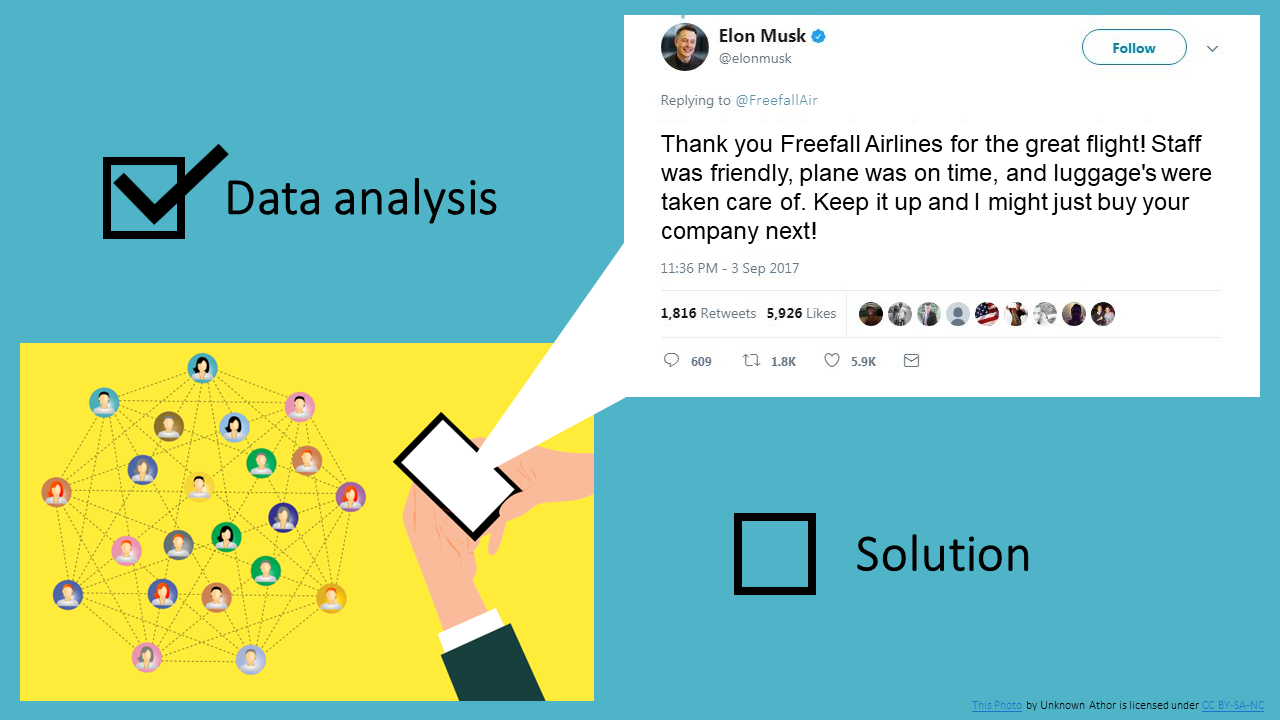 Data analysis
Elon Musk
@elonmusk
Follow
Replying to @FreefallAir
Thank you Freefall Airlines for the great flight! Staff
was friendly, plane was on time, and luggage's were
taken care of. Keep it up and I might just buy your
company next!
11:36 PM - 3 Sep 2017
1,816 Retweets 5,926 Likes
609 1.8K 5.9K
Solution
This Photo by Unknown Athor is licensed under CC BY-SA-NC